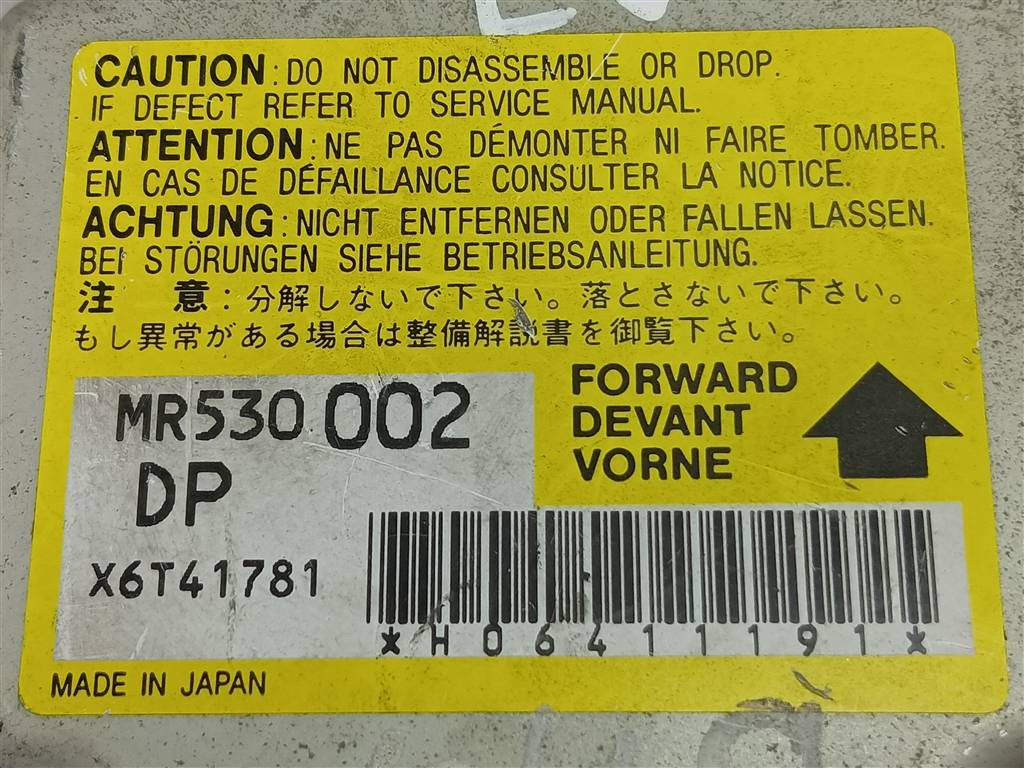 CAUTION: DO NOT DISASSEMBLE OR DROP.
IF DEFECT REFER TO SERVICE MANUAL.
ATTENTION: NE PAS DÉMONTER NI FAIRE TOMBER.
EN CAS DE DÉFAILLANCE CONSULTER LA NOTICE.
ACHTUNG: NICHT ENTFERNEN ODER FALLEN LASSEN.
BEI STÖRUNGEN SIEHE BETRIEBSANLEITUNG.
注 意: 分解しないで下さい。落とさないで下さい。
もし異常がある場合は整備解説書を御覧下さい。
MR530 002
DP
X6T41781
FORWARD
DEVANT
VORNE
*H0641191*
MADE IN JAPAN